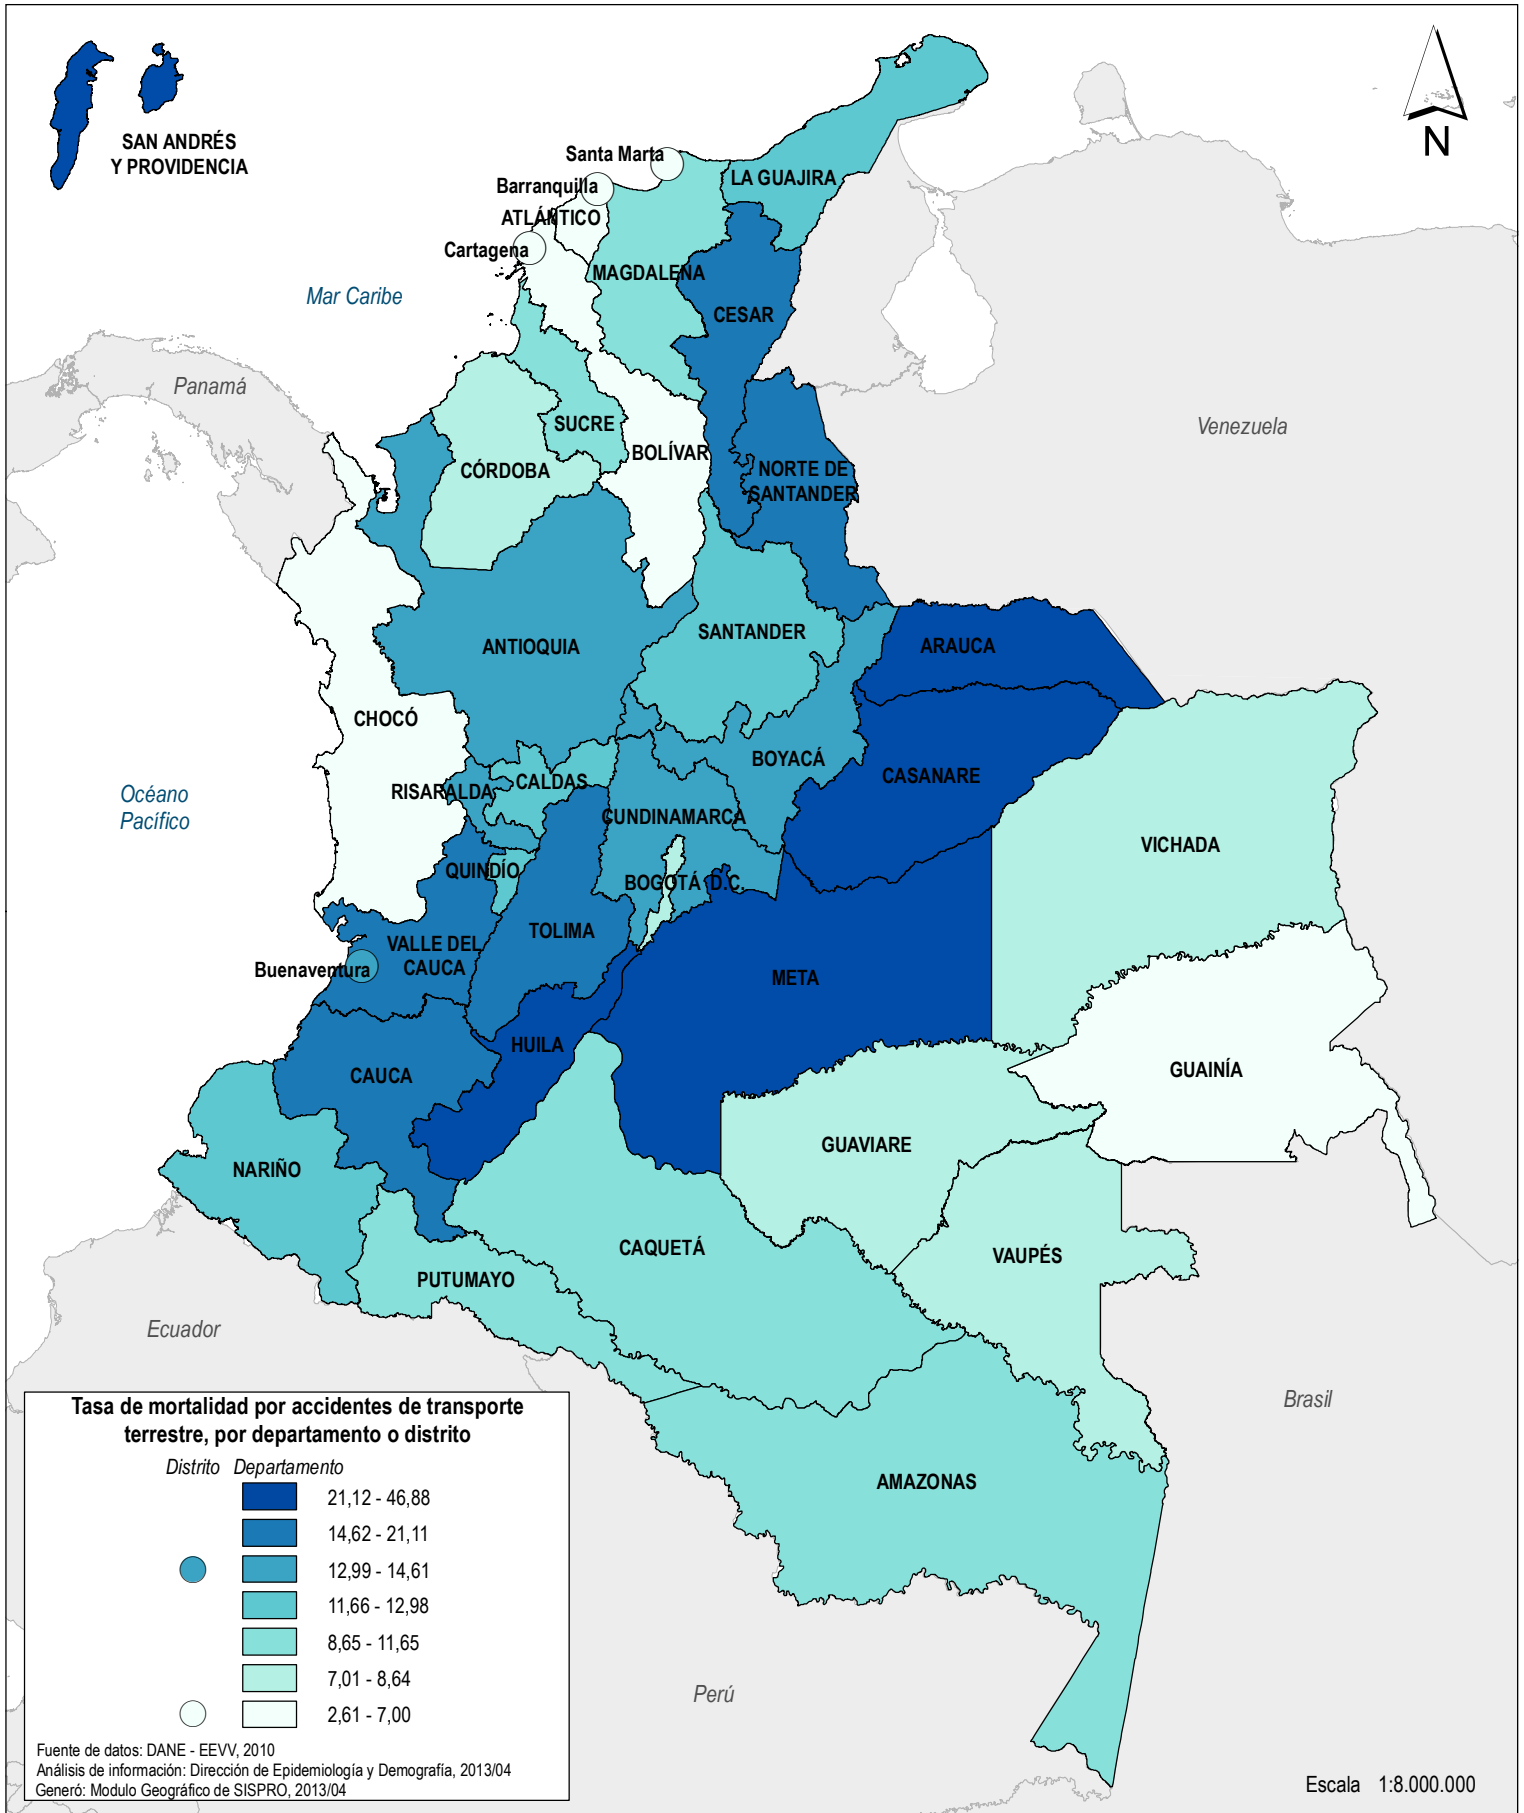 SAN ANDRÉS
Y PROVIDENCIA
N
Santa Marta
Barranquilla
LA GUAJIRA
ATLÁNTICO
Cartagena
MAGDALENA
Mar Caribe
CESAR
Panamá
SUCRE
Venezuela
BOLÍVAR
CÓRDOBA
NORTE DE
SANTANDER
ANTIOQUIA
SANTANDER
ARAUCA
CHOCÓ
BOYACÁ
CASANARE
CALDAS
RISARALDA
Océano
Pacífico
CUNDINAMARCA
VICHADA
QUINDÍO
BOGOTÁ D.C.
TOLIMA
VALLE DEL
CAUCA
Buenaventura
META
HUILA
CAUCA
GUAINÍA
GUAVIARE
NARIÑO
CAQUETÁ
VAUPÉS
PUTUMAYO
Ecuador
Brasil
AMAZONAS
Perú
Tasa de mortalidad por accidentes de transporte
terrestre, por departamento o distrito
Distrito Departamento
21,12 - 46,88
14,62 - 21,11
12,99 - 14,61
11,66 - 12,98
8,65 - 11,65
7,01 - 8,64
2,61 - 7,00
Fuente de datos: DANE - EEVV, 2010
Análisis de información: Dirección de Epidemiología y Demografía, 2013/04
Generó: Modulo Geográfico de SISPRO, 2013/04
Escala 1:8.000.000